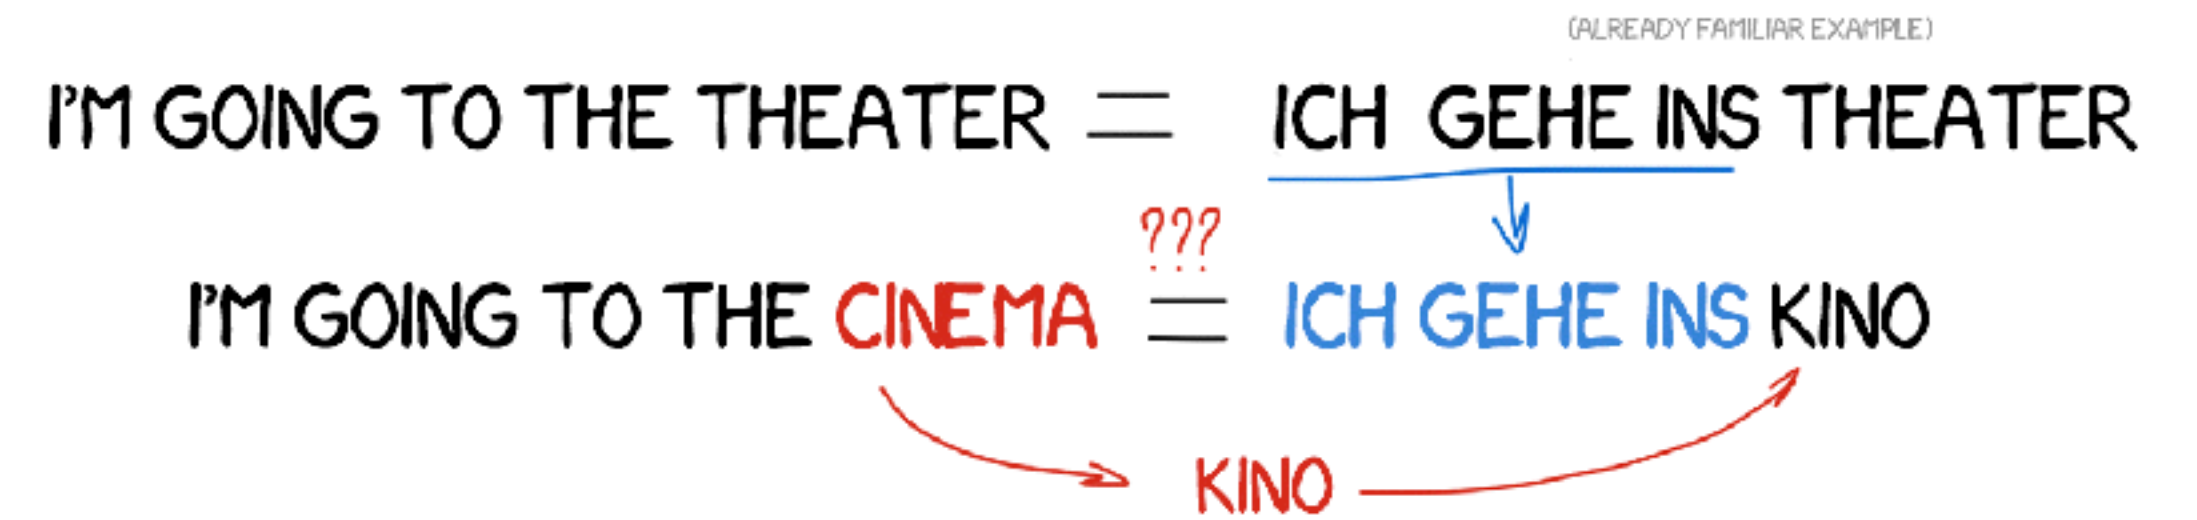 (ALREADY FAMILIAR EXAMPLE)
I'M GOING TO THE THEATER = ICH GEHE INS THEATER
???
I'M GOING TO THE CINEMA = ICH GEHE INS KINO
KINO